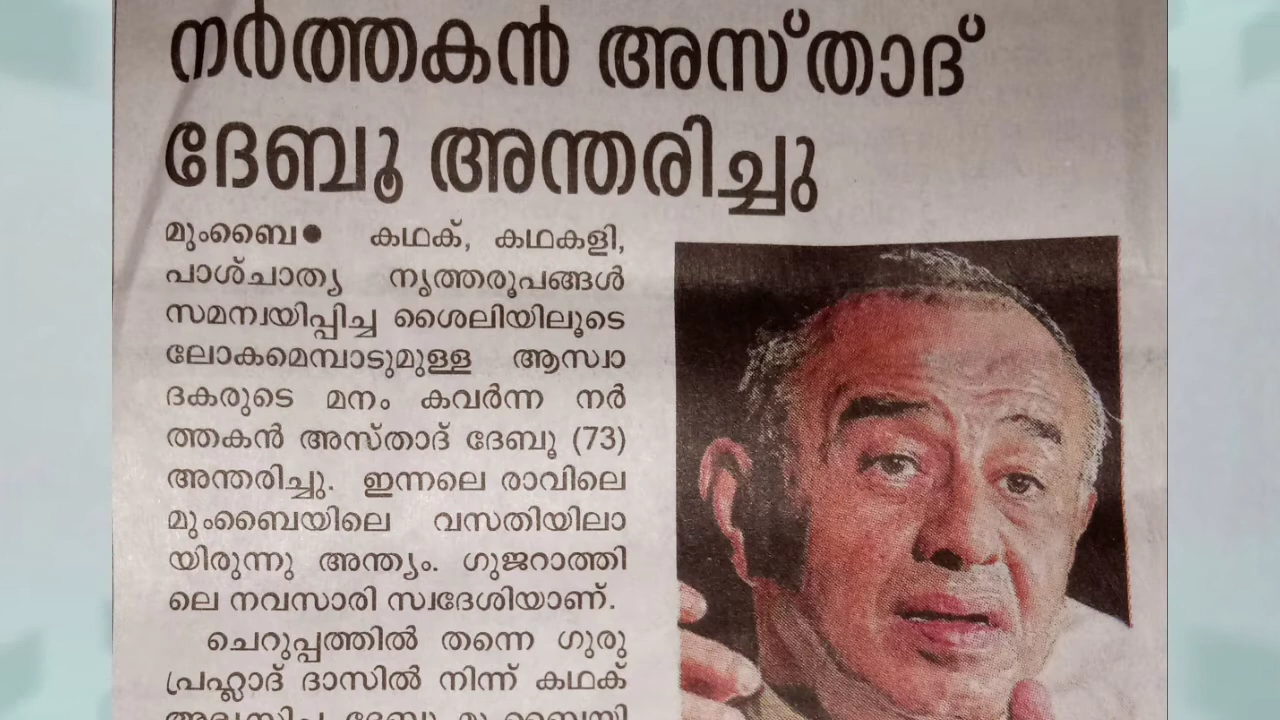 നർത്തകൻ അസ്താദ്
ദേബൂ അന്തരിച്ചു
മുംബൈ● കഥക്, കഥകളി,
പാശ്ചാത്യ നൃത്തരൂപങ്ങൾ
സമന്വയിപ്പിച്ച ശൈലിയിലൂടെ
ലോകമെമ്പാടുമുള്ള ആസ്വാ
ദകരുടെ മനം കവർന്ന നർ
ത്തകൻ അസ്താദ് ദേബൂ (73)
അന്തരിച്ചു. ഇന്നലെ രാവിലെ
മുംബൈയിലെ വസതിയിലാ
യിരുന്നു അന്ത്യം. ഗുജറാത്തി
ലെ നവസാരി സ്വദേശിയാണ്.
ചെറുപ്പത്തിൽ തന്നെ ഗുരു
പ്രഹ്ലാദ് ദാസിൽ നിന്ന് കഥക്